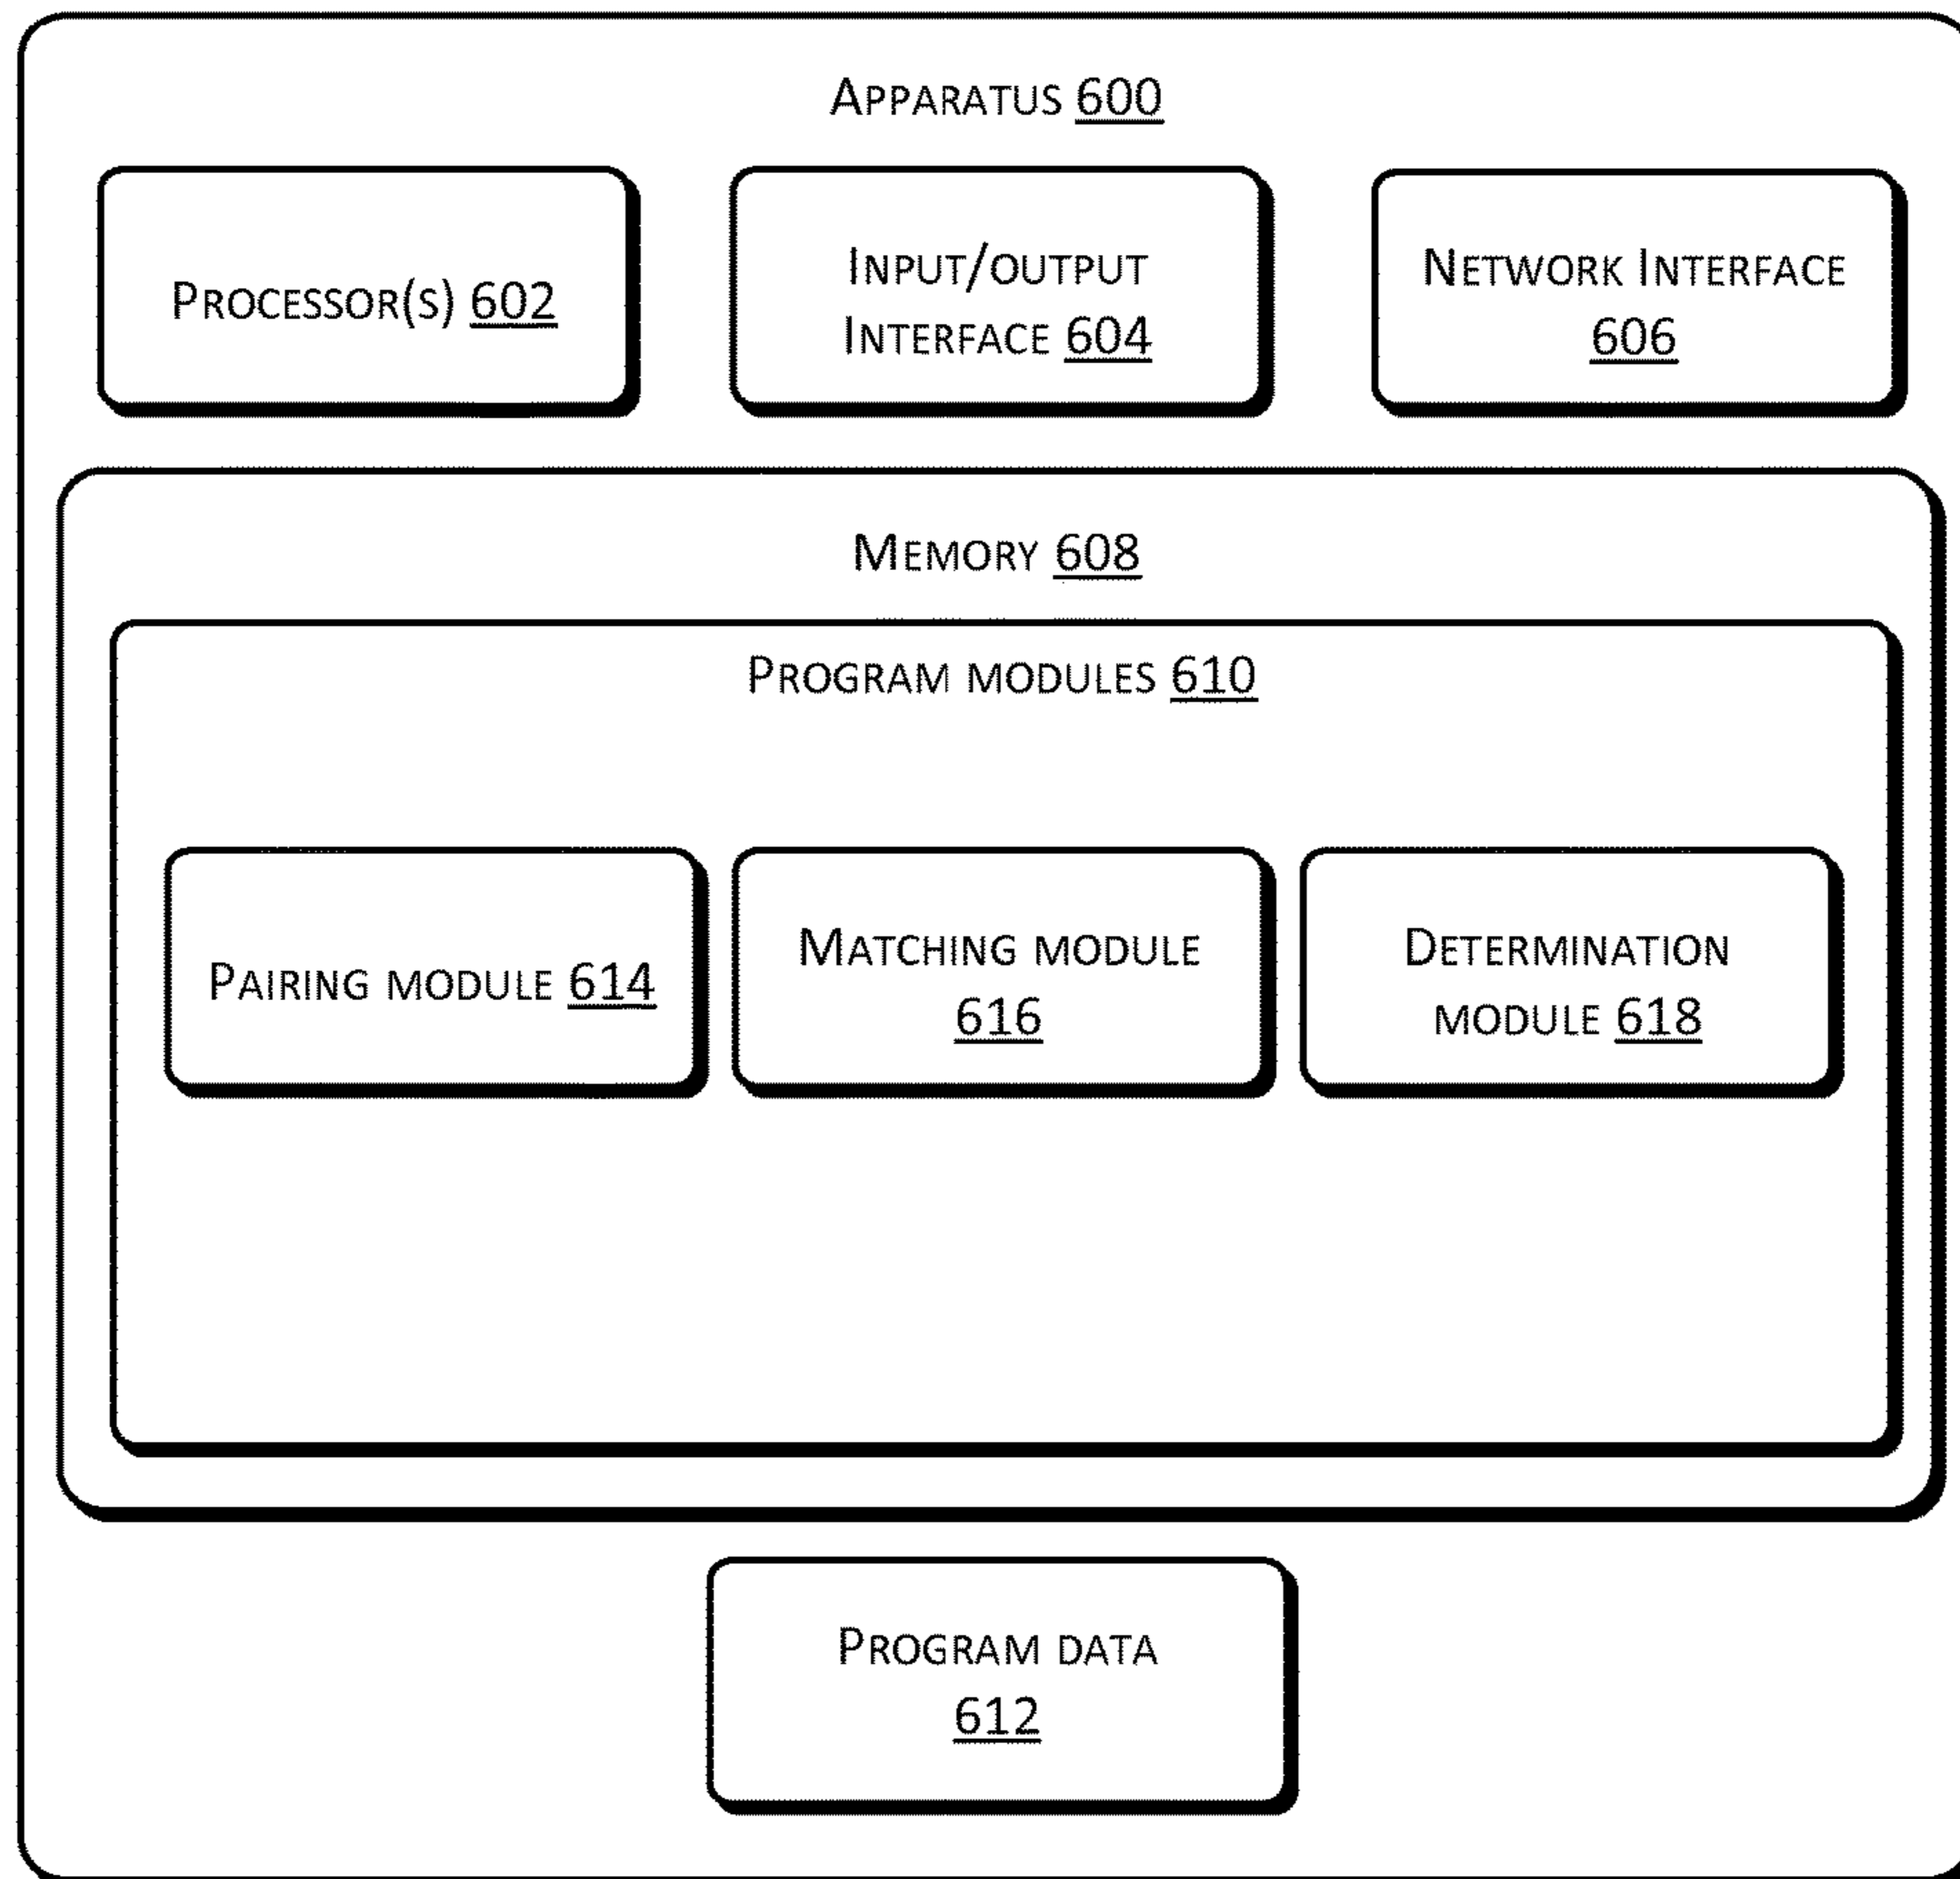 APPARATUS 600
PROCESSOR(S) 602
INPUT/OUTPUT
INTERFACE 604
NETWORK INTERFACE
606
MEMORY 608
PROGRAM MODULES 610
PAIRING MODULE 614
MATCHING MODULE
616
DETERMINATION
MODULE 618
PROGRAM DATA
612